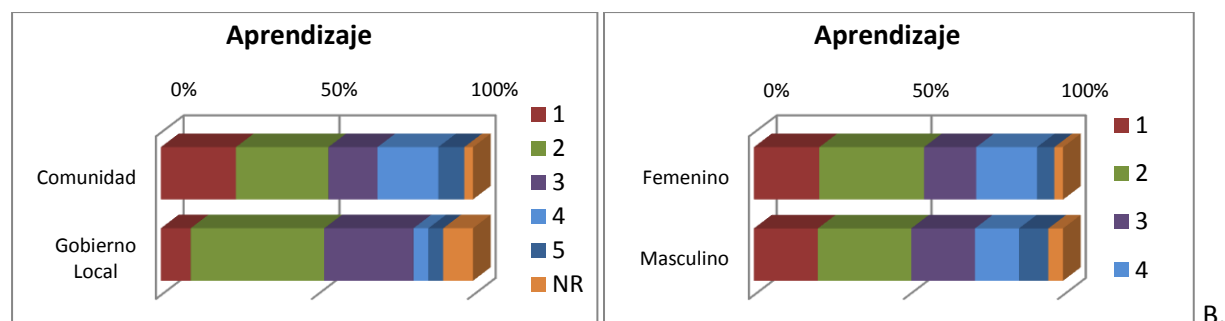 Aprendizaje
0% 50% 100%
Comunidad
Gobierno
Local
1
2
3
4
5
NR
Aprendizaje
0% 50% 100%
Femenino
Masculino
1
2
3
4
B.